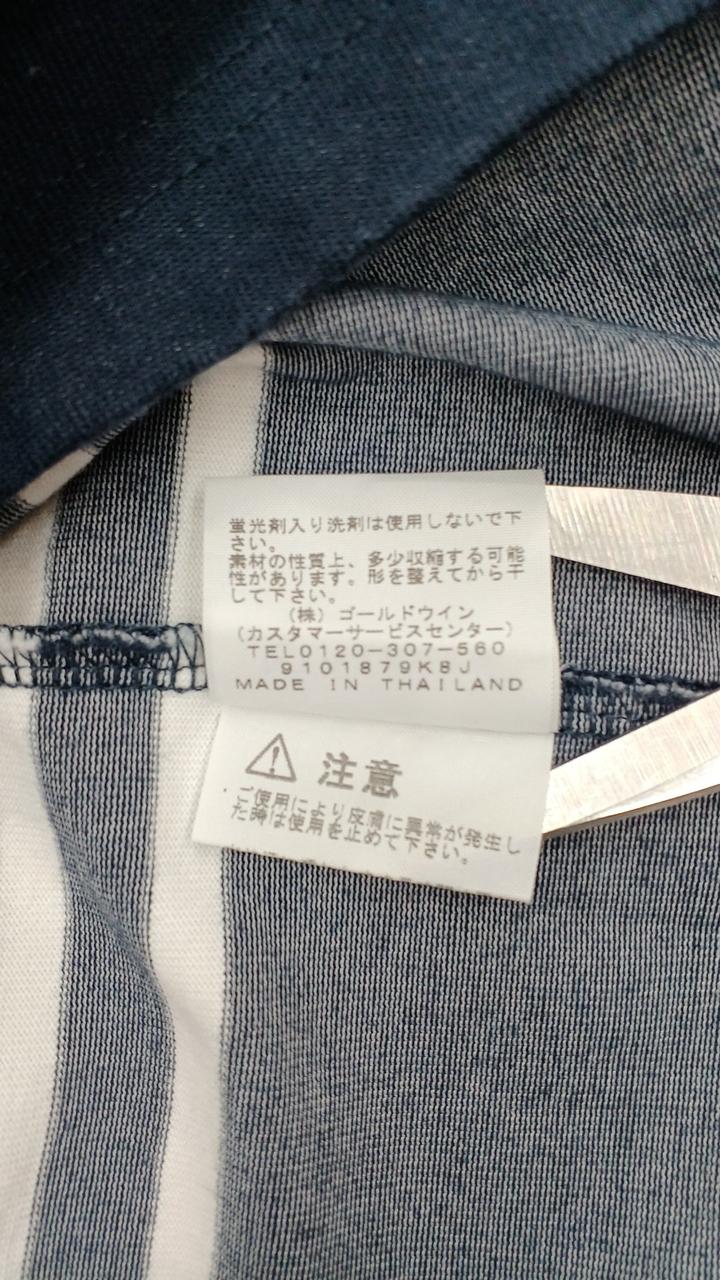 蛍光剤入り洗剤は使用しないで下
さい。
素材の性質上、多少収縮する可能
性があります。形を整えてから干
して下さい。
(株)ゴールドウイン
(カスタマーサービスセンター)
TEL0120-307-560
9101879K8J
MADE IN THAILAND
注意
・ご使用により皮膚に異常が発生し
た時は使用を止めて下さい。